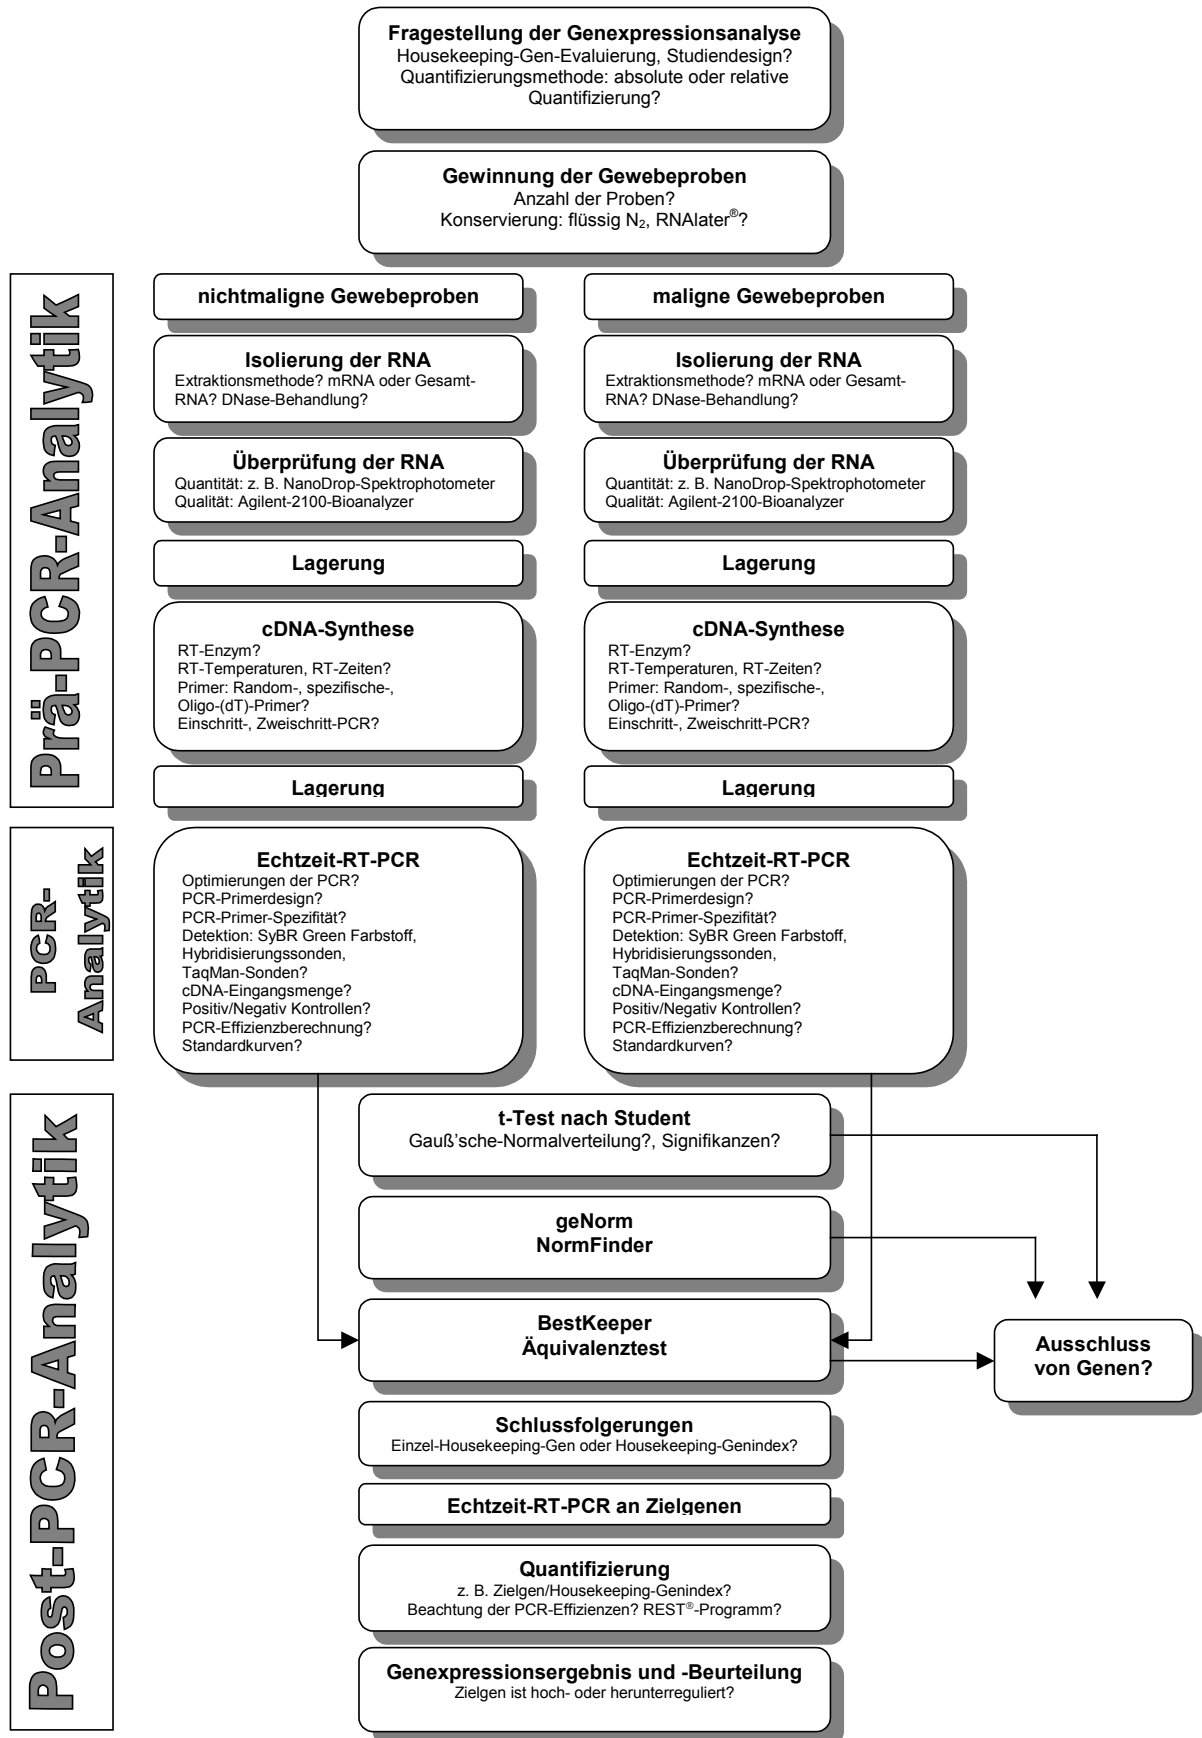 Fragestellung der Genexpressionsanalyse
Housekeeping-Gen-Evaluierung, Studiendesign?
Quantifizierungsmethode: absolute oder relative
Quantifizierung?
Gewinnung der Gewebeproben
Anzahl der Proben?
Konservierung: flüssig N₂, RNAlater®?
Prä-PCR-Analytik
nichtmaligne Gewebeproben
Isolierung der RNA
Extraktionsmethode? mRNA oder Gesamt-
RNA? DNase-Behandlung?
Überprüfung der RNA
Quantität: z. B. NanoDrop-Spektrophotometer
Qualität: Agilent-2100-Bioanalyzer
Lagerung
cDNA-Synthese
RT-Enzym?
RT-Temperaturen, RT-Zeiten?
Primer: Random-, spezifische-,
Oligo-(dT)-Primer?
Einschritt-, Zweischritt-PCR?
Lagerung
maligne Gewebeproben
Isolierung der RNA
Extraktionsmethode? mRNA oder Gesamt-
RNA? DNase-Behandlung?
Überprüfung der RNA
Quantität: z. B. NanoDrop-Spektrophotometer
Qualität: Agilent-2100-Bioanalyzer
Lagerung
cDNA-Synthese
RT-Enzym?
RT-Temperaturen, RT-Zeiten?
Primer: Random-, spezifische-,
Oligo-(dT)-Primer?
Einschritt-, Zweischritt-PCR?
Lagerung
PCR-
Analytik
Echtzeit-RT-PCR
Optimierungen der PCR?
PCR-Primerdesign?
PCR-Primer-Spezifität?
Detektion: SyBR Green Farbstoff,
Hybridisierungssonden,
TaqMan-Sonden?
cDNA-Eingangsmenge?
Positiv/Negativ Kontrollen?
PCR-Effizienzberechnung?
Standardkurven?
Echtzeit-RT-PCR
Optimierungen der PCR?
PCR-Primerdesign?
PCR-Primer-Spezifität?
Detektion: SyBR Green Farbstoff,
Hybridisierungssonden,
TaqMan-Sonden?
cDNA-Eingangsmenge?
Positiv/Negativ Kontrollen?
PCR-Effizienzberechnung?
Standardkurven?
Post-PCR-Analytik
t-Test nach Student
Gauß’sche-Normalverteilung?, Signifikanzen?
geNorm
NormFinder
BestKeeper
Äquivalenztest
Ausschluss
von Genen?
Schlussfolgerungen
Einzel-Housekeeping-Gen oder Housekeeping-Genindex?
Echtzeit-RT-PCR an Zielgenen
Quantifizierung
z. B. Zielgen/Housekeeping-Genindex?
Beachtung der PCR-Effizienzen? REST®-Programm?
Genexpressionsergebnis und -Beurteilung
Zielgen ist hoch- oder herunterreguliert?